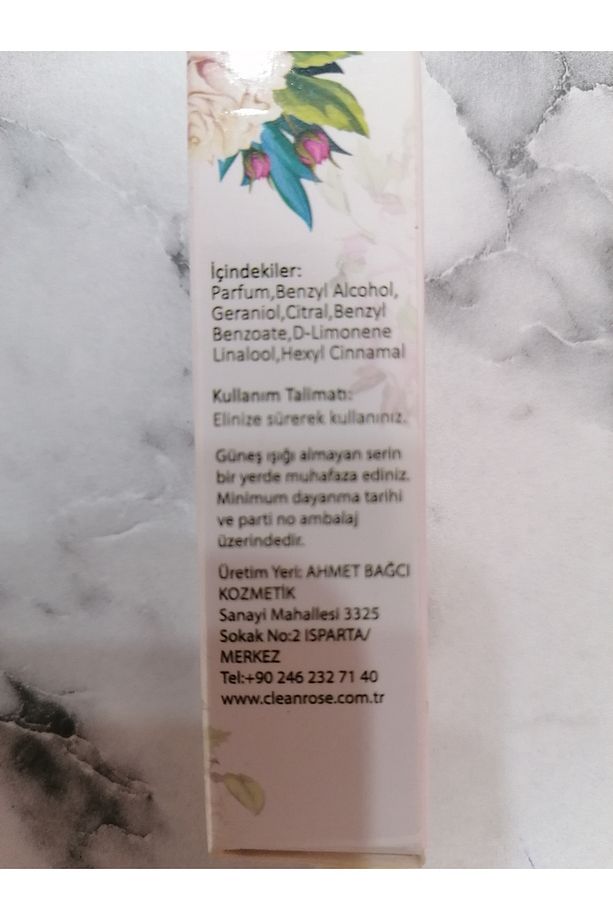 İçindekiler:
Parfum,Benzyl Alcohol,
Geraniol,Citral,Benzyl
Benzoate,D-Limonene
Linalool,Hexyl Cinnamal
Kullanım Talimatı:
Elinize sürerek kullanınız.
Güneş ışığı almayan serin
bir yerde muhafaza ediniz.
Minimum dayanma tarihi
ve parti no ambalaj
üzerindedir.
Üretim Yeri: AHMET BAĞCI
KOZMETİK
Sanayi Mahallesi 3325
Sokak No:2 ISPARTA/
MERKEZ
Tel:+90 246 232 71 40
www.cleanrose.com.tr